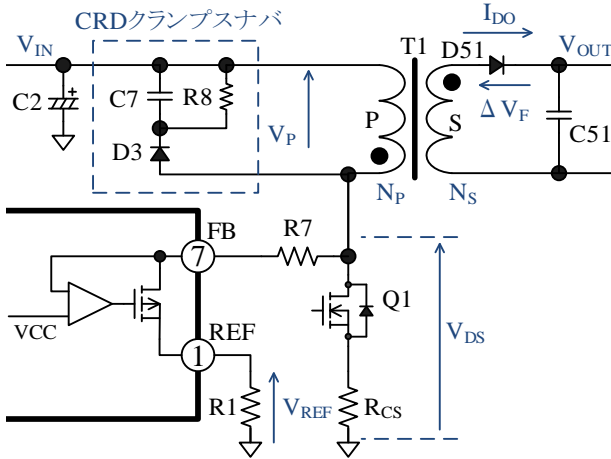 CRDクランプスナバ
I_DO
V_IN
T1
D51
V_OUT
C7
R8
C2
+
V_P
P
S
ΔV_F
C51
D3
N_P
N_S
FB
7
R7
Q1
VCC
REF
V_DS
1
R1
V_REF
R_CS